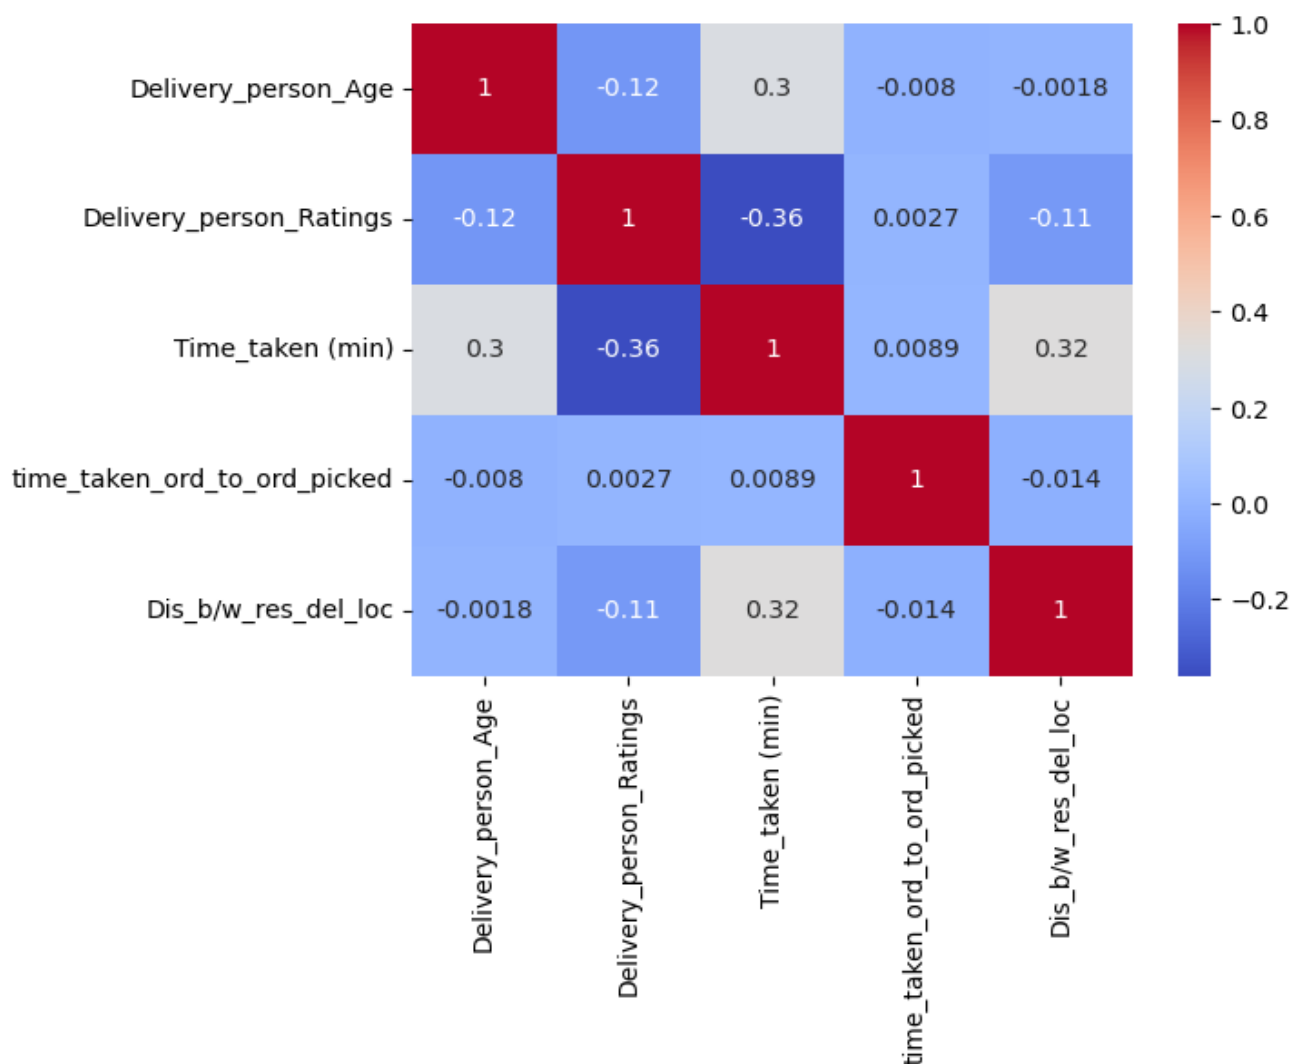 Delivery_person_Age 1 -0.12 0.3 -0.008 -0.0018
Delivery_person_Ratings -0.12 1 -0.36 0.0027 -0.11
Time_taken (min) 0.3 -0.36 1 0.0089 0.32
time_taken_ord_to_ord_picked -0.008 0.0027 0.0089 1 -0.014
Dis_b/w_res_del_loc -0.0018 -0.11 0.32 -0.014 1
Delivery_person_Age
Delivery_person_Ratings
Time_taken (min)
time_taken_ord_to_ord_picked
Dis_b/w_res_del_loc
1.0
0.8
0.6
0.4
0.2
0.0
−0.2